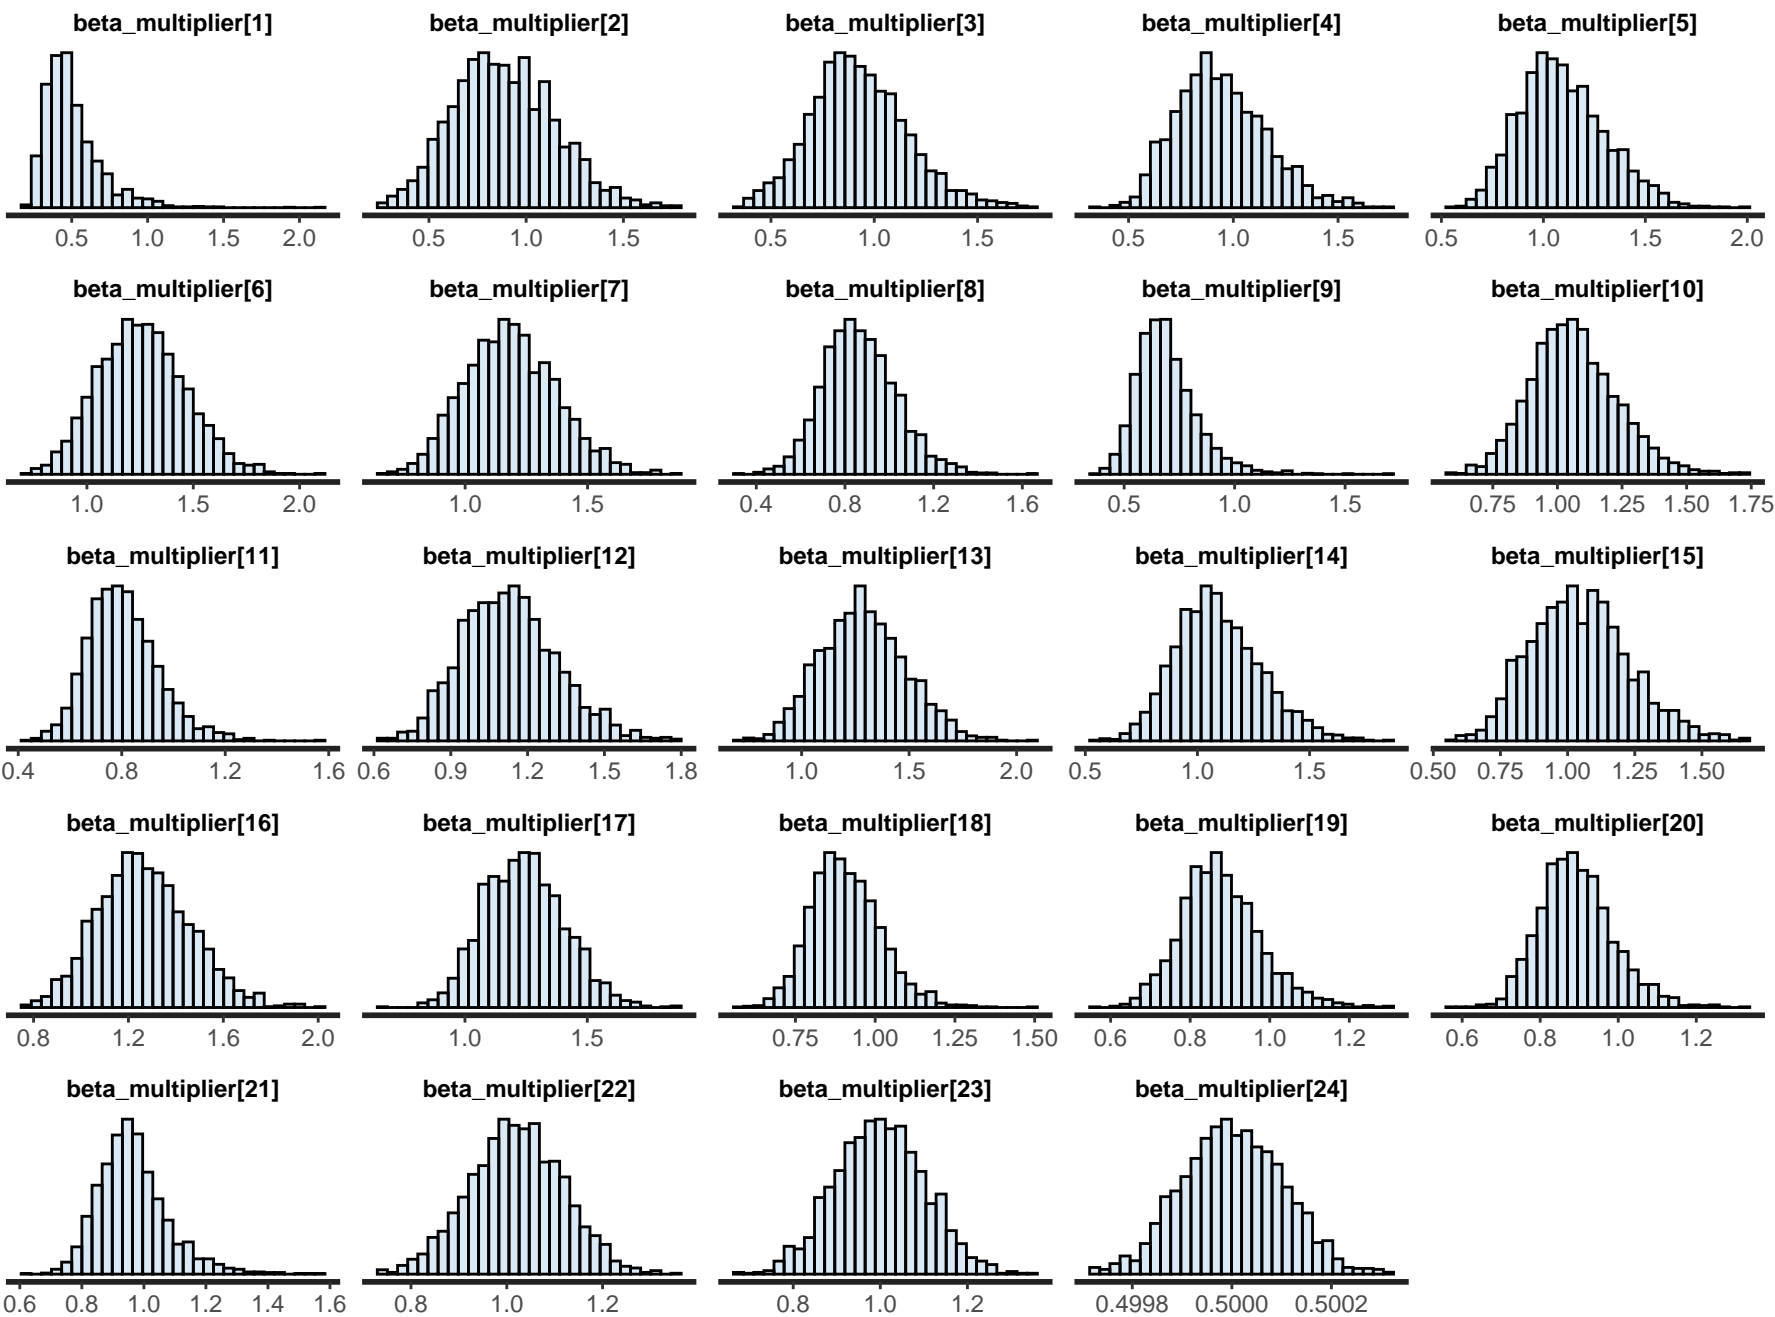 beta_multiplier[1] beta_multiplier[2] beta_multiplier[3] beta_multiplier[4] beta_multiplier[5]
0.5 1.0 1.5 2.0 0.5 1.0 1.5 0.5 1.0 1.5 0.5 1.0 1.5 0.5 1.0 1.5 2.0
beta_multiplier[6] beta_multiplier[7] beta_multiplier[8] beta_multiplier[9] beta_multiplier[10]
1.0 1.5 2.0 1.0 1.5 0.4 0.8 1.2 1.6 0.5 1.0 1.5 0.75 1.00 1.25 1.50 1.75
beta_multiplier[11] beta_multiplier[12] beta_multiplier[13] beta_multiplier[14] beta_multiplier[15]
0.4 0.8 1.2 1.6 0.6 0.9 1.2 1.5 1.8 1.0 1.5 2.0 0.5 1.0 1.5 0.50 0.75 1.00 1.25 1.50
beta_multiplier[16] beta_multiplier[17] beta_multiplier[18] beta_multiplier[19] beta_multiplier[20]
0.8 1.2 1.6 2.0 1.0 1.5 0.75 1.00 1.25 1.50 0.6 0.8 1.0 1.2 0.6 0.8 1.0 1.2
beta_multiplier[21] beta_multiplier[22] beta_multiplier[23] beta_multiplier[24]
0.6 0.8 1.0 1.2 1.4 1.6 0.8 1.0 1.2 0.8 1.0 1.2 0.4998 0.5000 0.5002